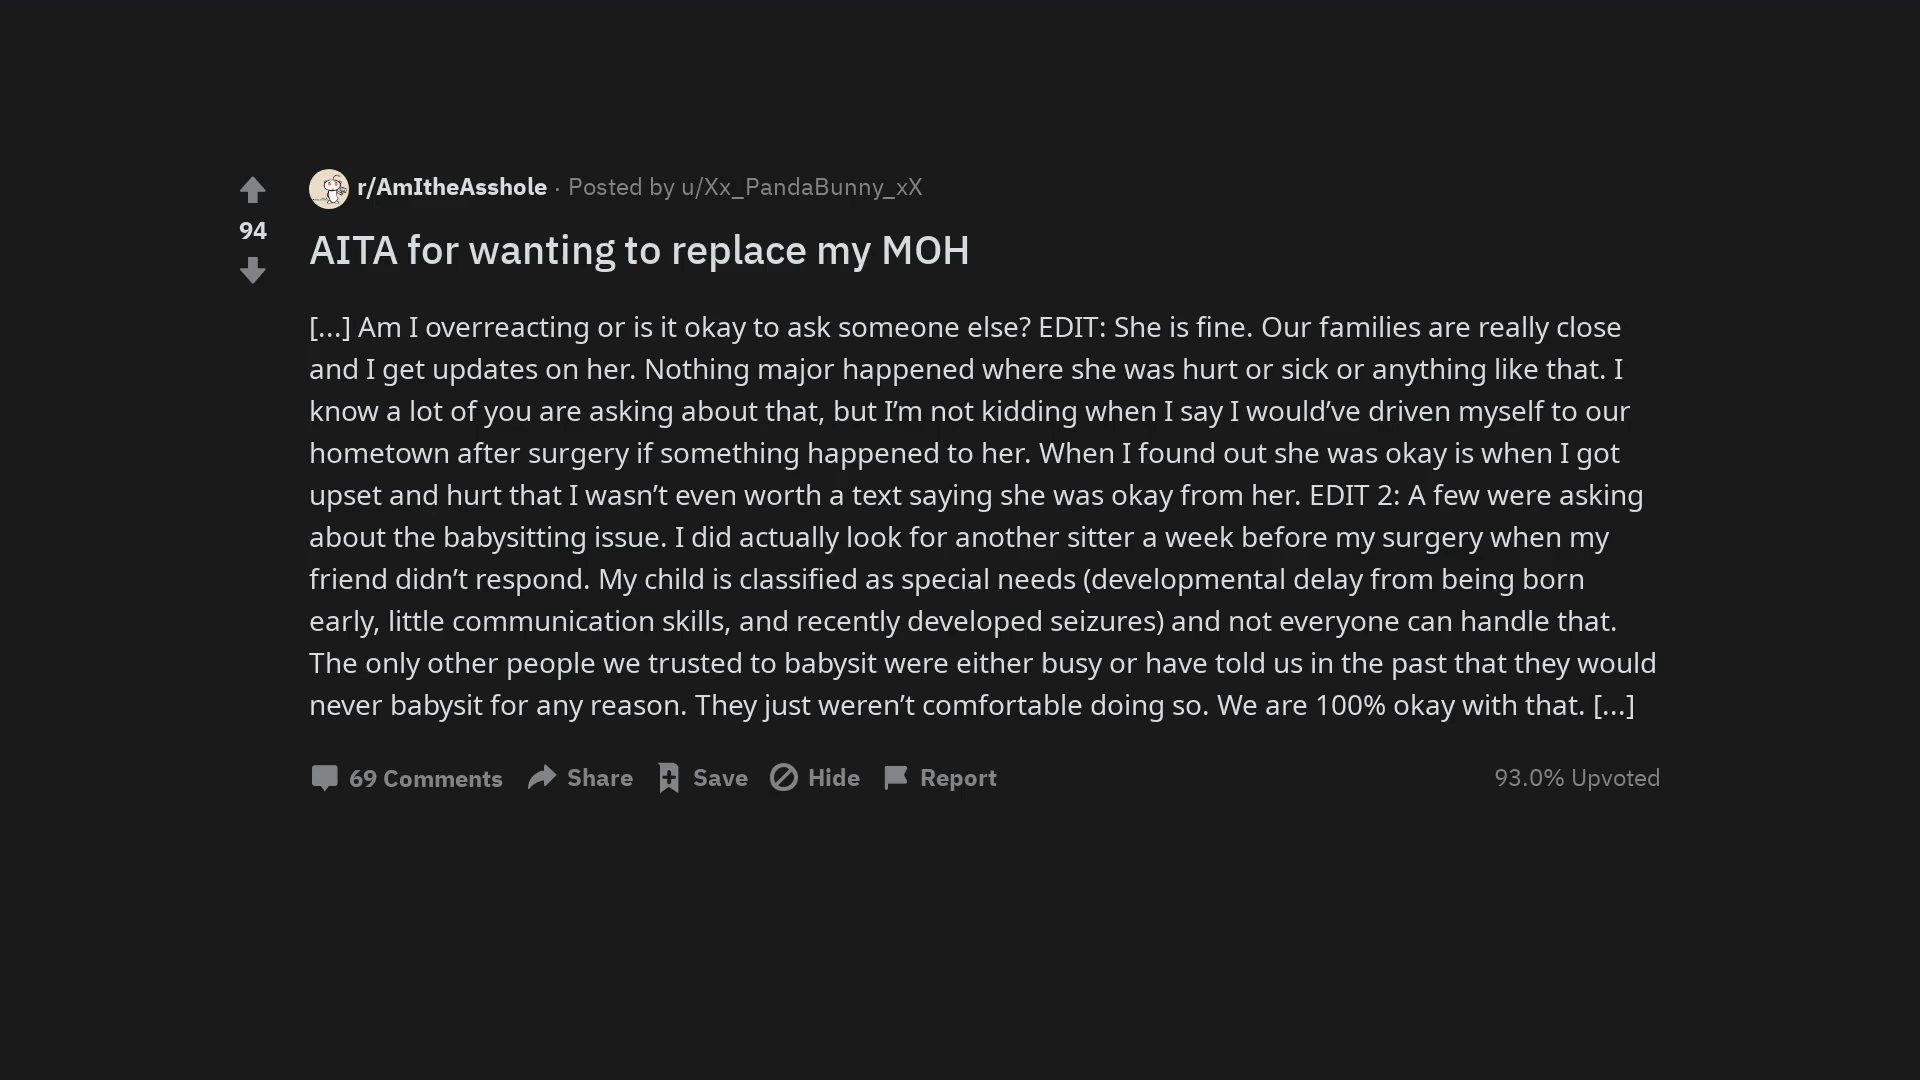 r/AmItheAsshole · Posted by u/Xx_PandaBunny_xX
94
AITA for wanting to replace my MOH
[...] Am I overreacting or is it okay to ask someone else? EDIT: She is fine. Our families are really close
and I get updates on her. Nothing major happened where she was hurt or sick or anything like that. I
know a lot of you are asking about that, but I’m not kidding when I say I would’ve driven myself to our
hometown after surgery if something happened to her. When I found out she was okay is when I got
upset and hurt that I wasn’t even worth a text saying she was okay from her. EDIT 2: A few were asking
about the babysitting issue. I did actually look for another sitter a week before my surgery when my
friend didn’t respond. My child is classified as special needs (developmental delay from being born
early, little communication skills, and recently developed seizures) and not everyone can handle that.
The only other people we trusted to babysit were either busy or have told us in the past that they would
never babysit for any reason. They just weren’t comfortable doing so. We are 100% okay with that. [...]
69 Comments Share Save Hide Report 93.0% Upvoted